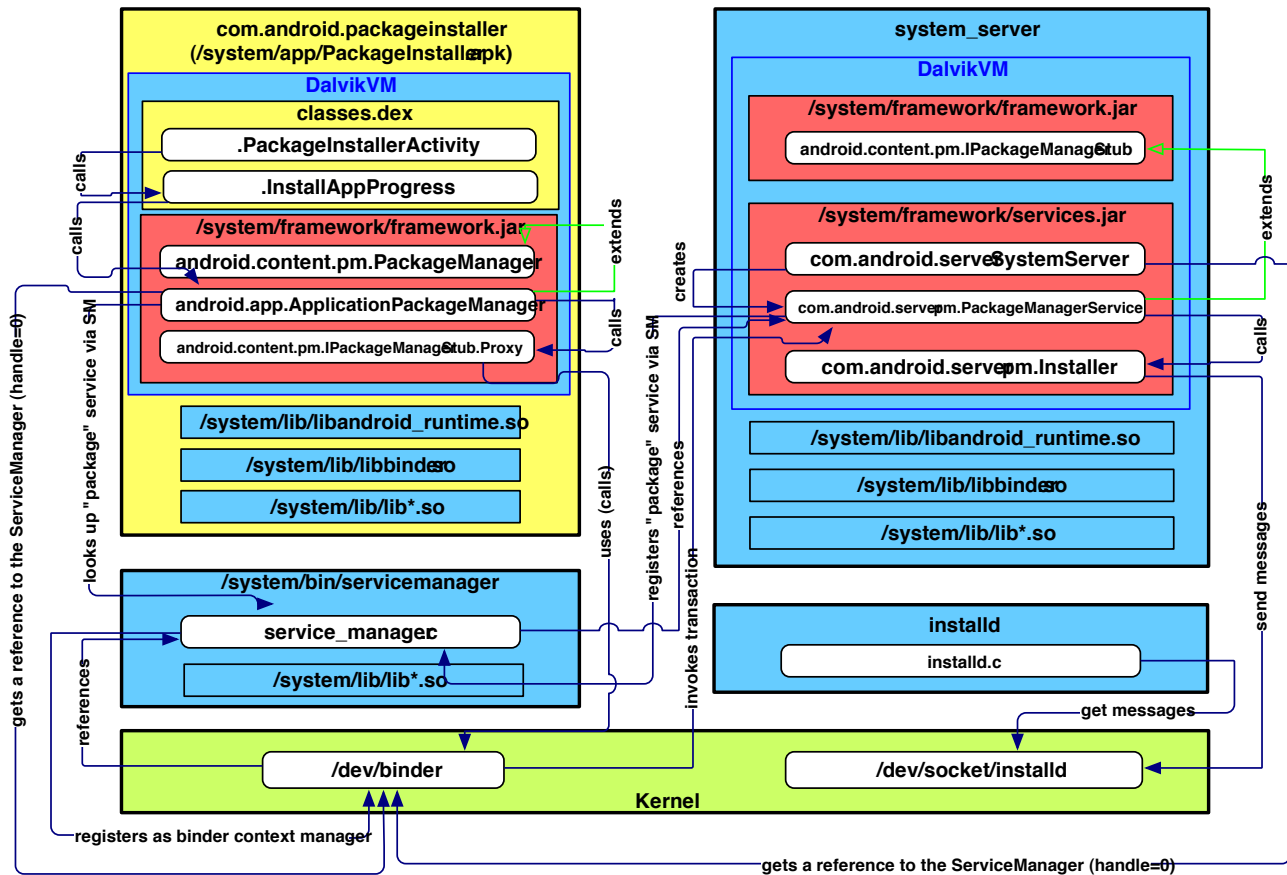 com.android.packageinstaller
(/system/app/PackageInstaller.apk)
DalvikVM
classes.dex
.PackageInstallerActivity
.InstallAppProgress
/system/framework/framework.jar
android.content.pm.PackageManager
android.app.ApplicationPackageManager
android.content.pm.IPackageManager.Stub.Proxy
/system/lib/libandroid_runtime.so
/system/lib/libbinder.so
/system/lib/lib*.so
calls
calls
extends
calls
gets a reference to the ServiceManager (handle=0)
looks up "package" service via SM
uses (calls)
system_server
DalvikVM
/system/framework/framework.jar
android.content.pm.IPackageManager.Stub
/system/framework/services.jar
com.android.server.SystemServer
com.android.server.pm.PackageManagerService
com.android.server.pm.Installer
/system/lib/libandroid_runtime.so
/system/lib/libbinder.so
/system/lib/lib*.so
creates
extends
calls
registers "package" service via SM
references
invokes transaction
send messages
/system/bin/servicemanager
service_manager.c
/system/lib/lib*.so
references
installd
installd.c
get messages
/dev/binder
/dev/socket/installd
Kernel
registers as binder context manager
gets a reference to the ServiceManager (handle=0)